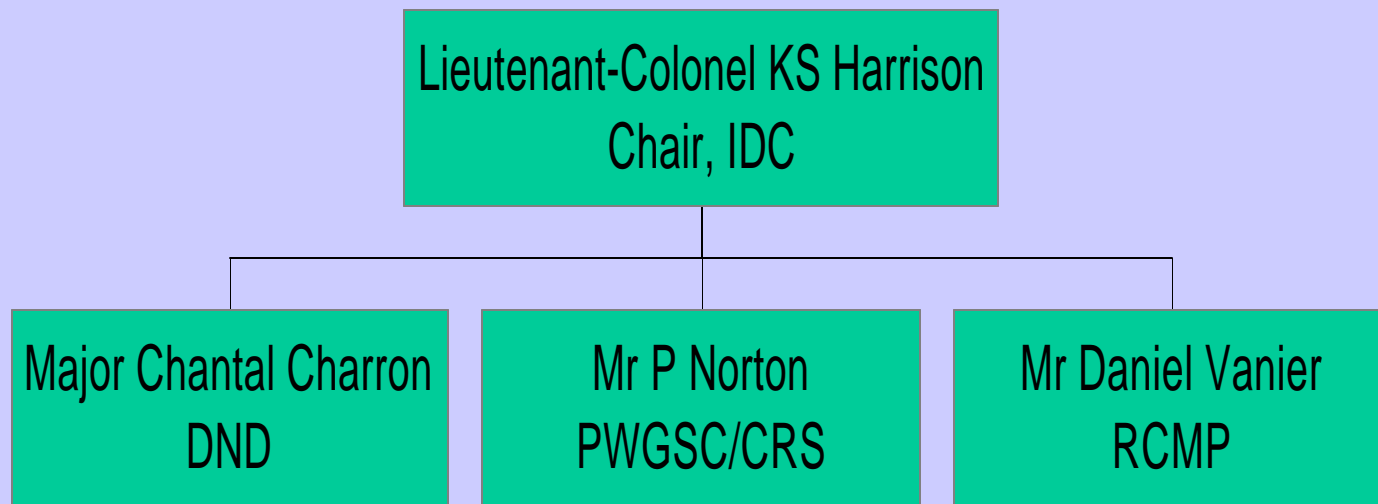 Lieutenant-Colonel KS Harrison
Chair, IDC
Major Chantal Charron
DND
Mr P Norton
PWGSC/CRS
Mr Daniel Vanier
RCMP